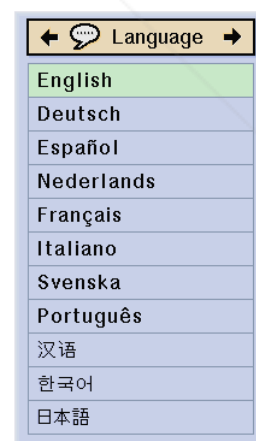 Language
English
Deutsch
Español
Nederlands
Français
Italiano
Svenska
Português
汉语
한국어
日本語